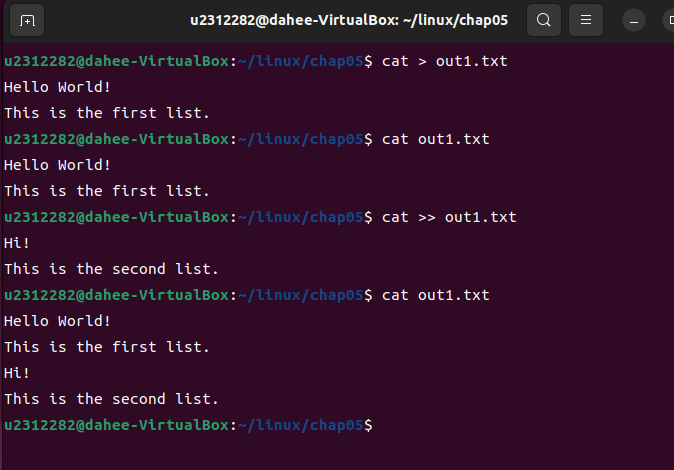 u2312282@dahee-VirtualBox: ~/linux/chap05
u2312282@dahee-VirtualBox:~/linux/chap05$ cat > out1.txt
Hello World!
This is the first list.
u2312282@dahee-VirtualBox:~/linux/chap05$ cat out1.txt
Hello World!
This is the first list.
u2312282@dahee-VirtualBox:~/linux/chap05$ cat >> out1.txt
Hi!
This is the second list.
u2312282@dahee-VirtualBox:~/linux/chap05$ cat out1.txt
Hello World!
This is the first list.
Hi!
This is the second list.
u2312282@dahee-VirtualBox:~/linux/chap05$